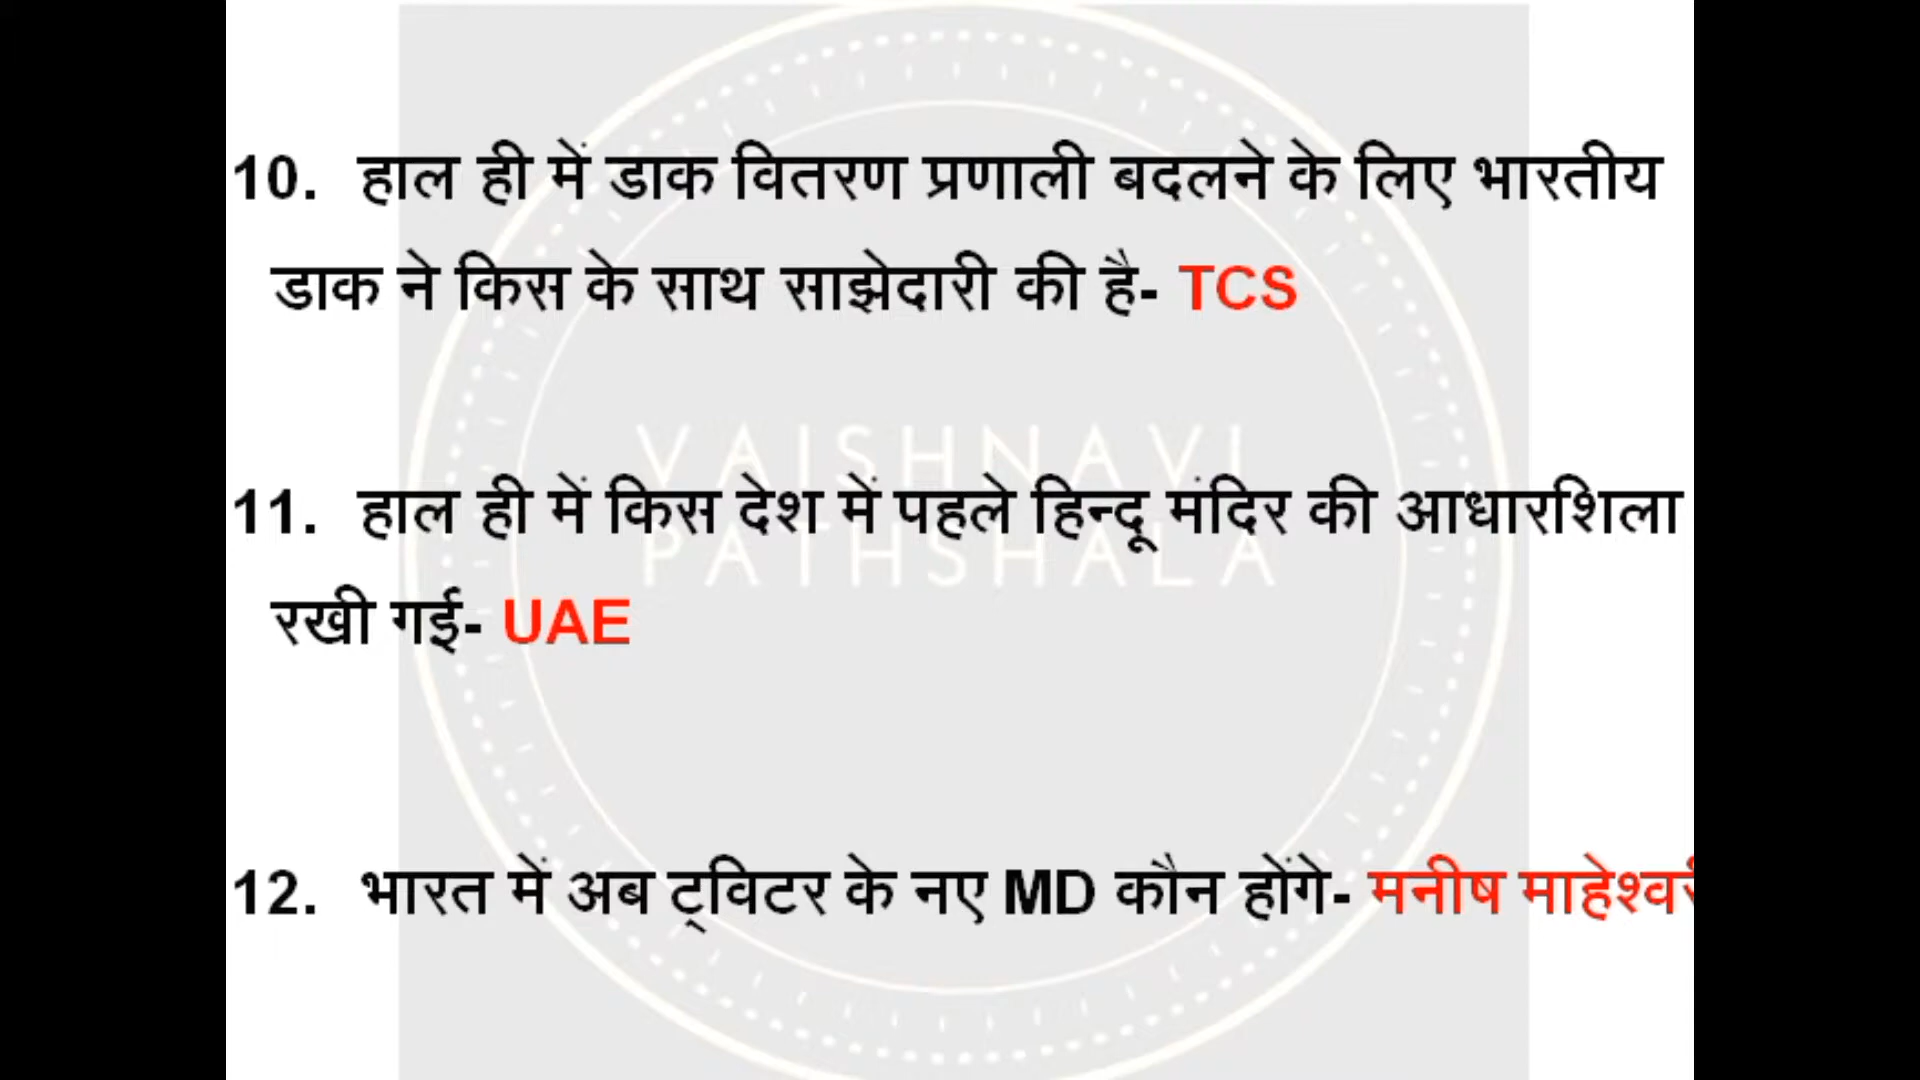 10. हाल ही में डाक वितरण प्रणाली बदलने के लिए भारतीय
डाक ने किस के साथ साझेदारी की है- TCS
VAISHNAVI
11. हाल ही में किस देश में पहले हिन्दू मंदिर की आधारशिला
PATHSHALA
रखी गई- UAE
12. भारत में अब ट्विटर के नए MD कौन होंगे- मनीष माहेश्वरी